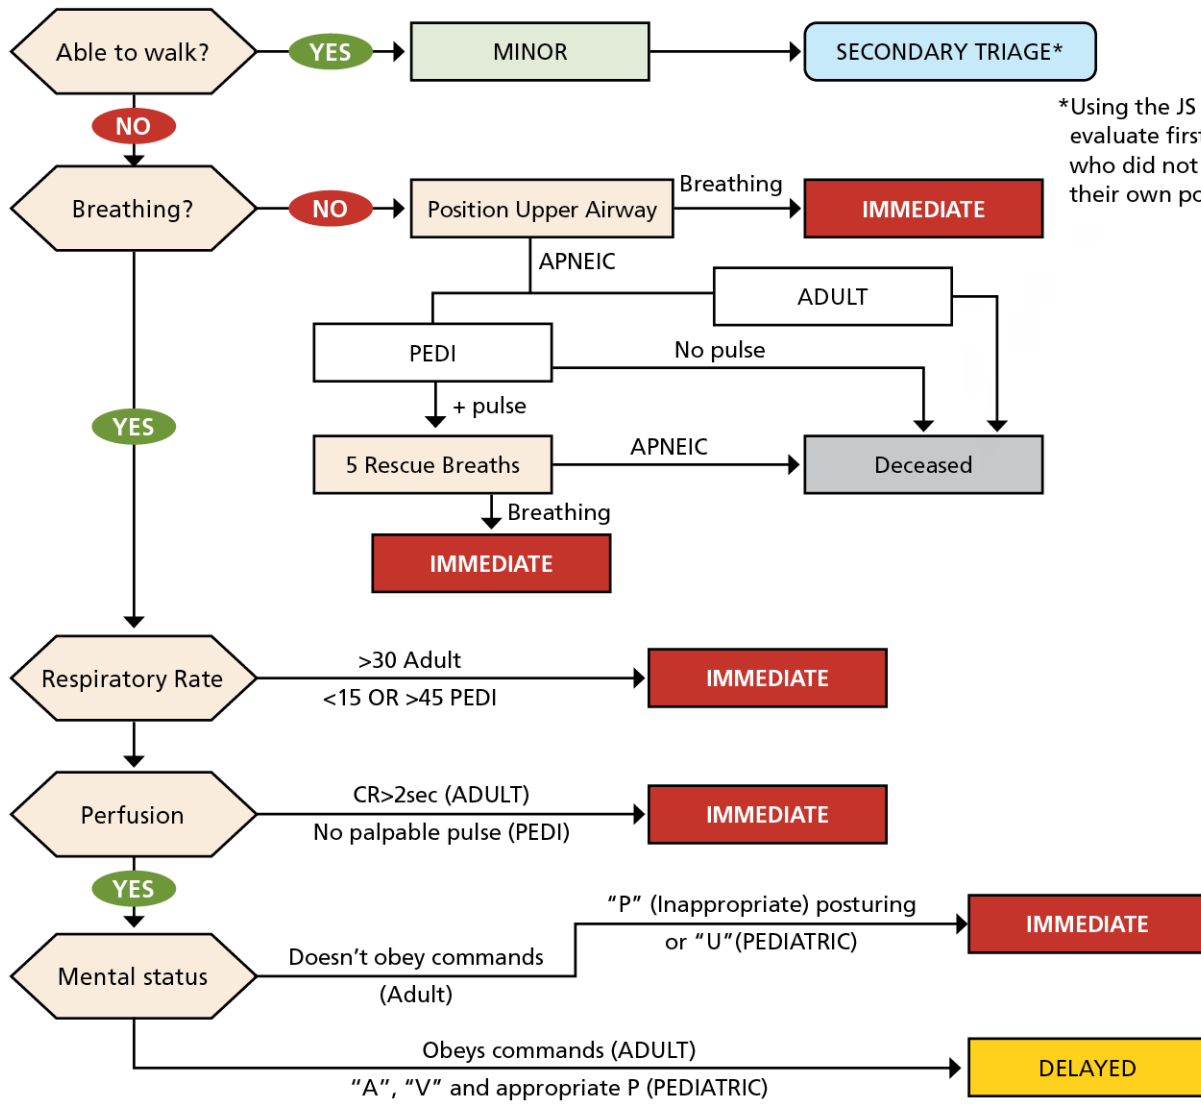 Able to walk?
YES
MINOR
SECONDARY TRIAGE*
NO
*Using the JS
evaluate first
who did not
their own po
Breathing?
NO
Position Upper Airway
Breathing
IMMEDIATE
APNEIC
ADULT
PEDI
No pulse
+ pulse
YES
5 Rescue Breaths
APNEIC
Deceased
Breathing
IMMEDIATE
Respiratory Rate
>30 Adult
<15 OR >45 PEDI
IMMEDIATE
Perfusion
CR>2sec (ADULT)
No palpable pulse (PEDI)
IMMEDIATE
YES
Mental status
Doesn't obey commands
(Adult)
“P” (Inappropriate) posturing
or “U”(PEDIATRIC)
IMMEDIATE
Obeys commands (ADULT)
“A”, “V” and appropriate P (PEDIATRIC)
DELAYED